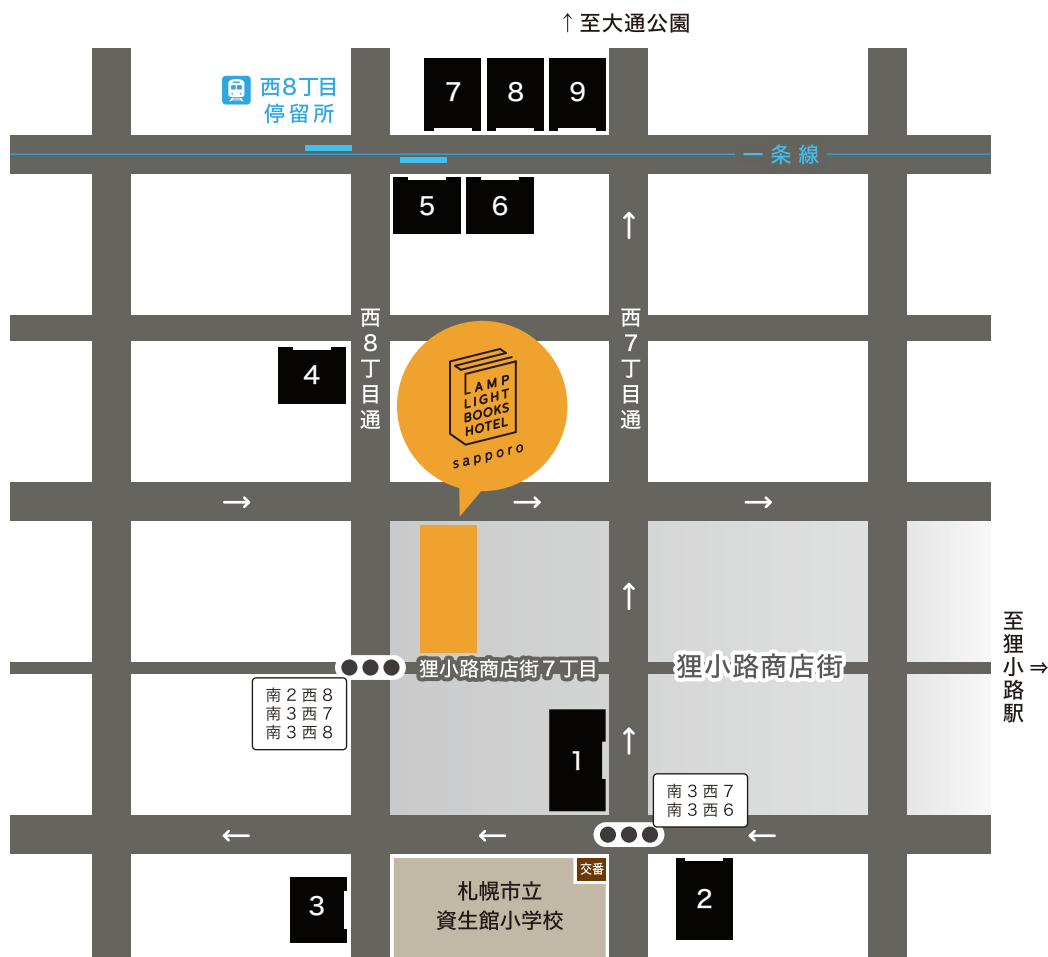 ↑至大通公園
西8丁目
停留所
7
8
9
一条線
5
6
西8丁目通
西7丁目通
4
LAMP
LIGHT
BOOKS
HOTEL
sapporo
→
→
→
狸小路商店街7丁目
狸小路商店街
至狸小路駅⇒
南2西8
南3西7
南3西8
1
南3西7
南3西6
←
←
←
交番
札幌市立
資生館小学校
3
2